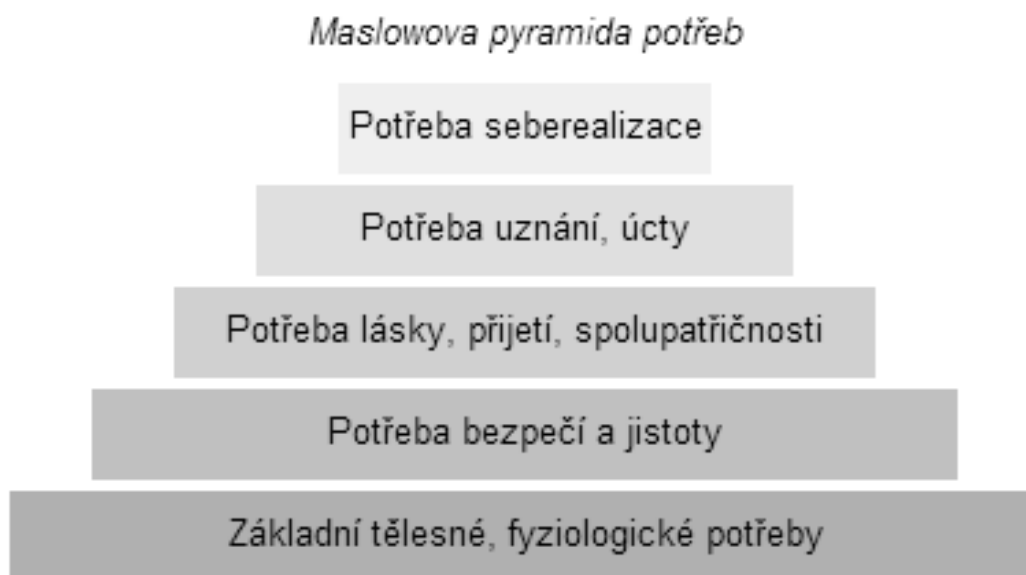 Maslowova pyramida potřeb
Potřeba seberealizace
Potřeba uznání, úcty
Potřeba lásky, přijetí, spolupatřičnosti
Potřeba bezpečí a jistoty
Základní tělesné, fyziologické potřeby